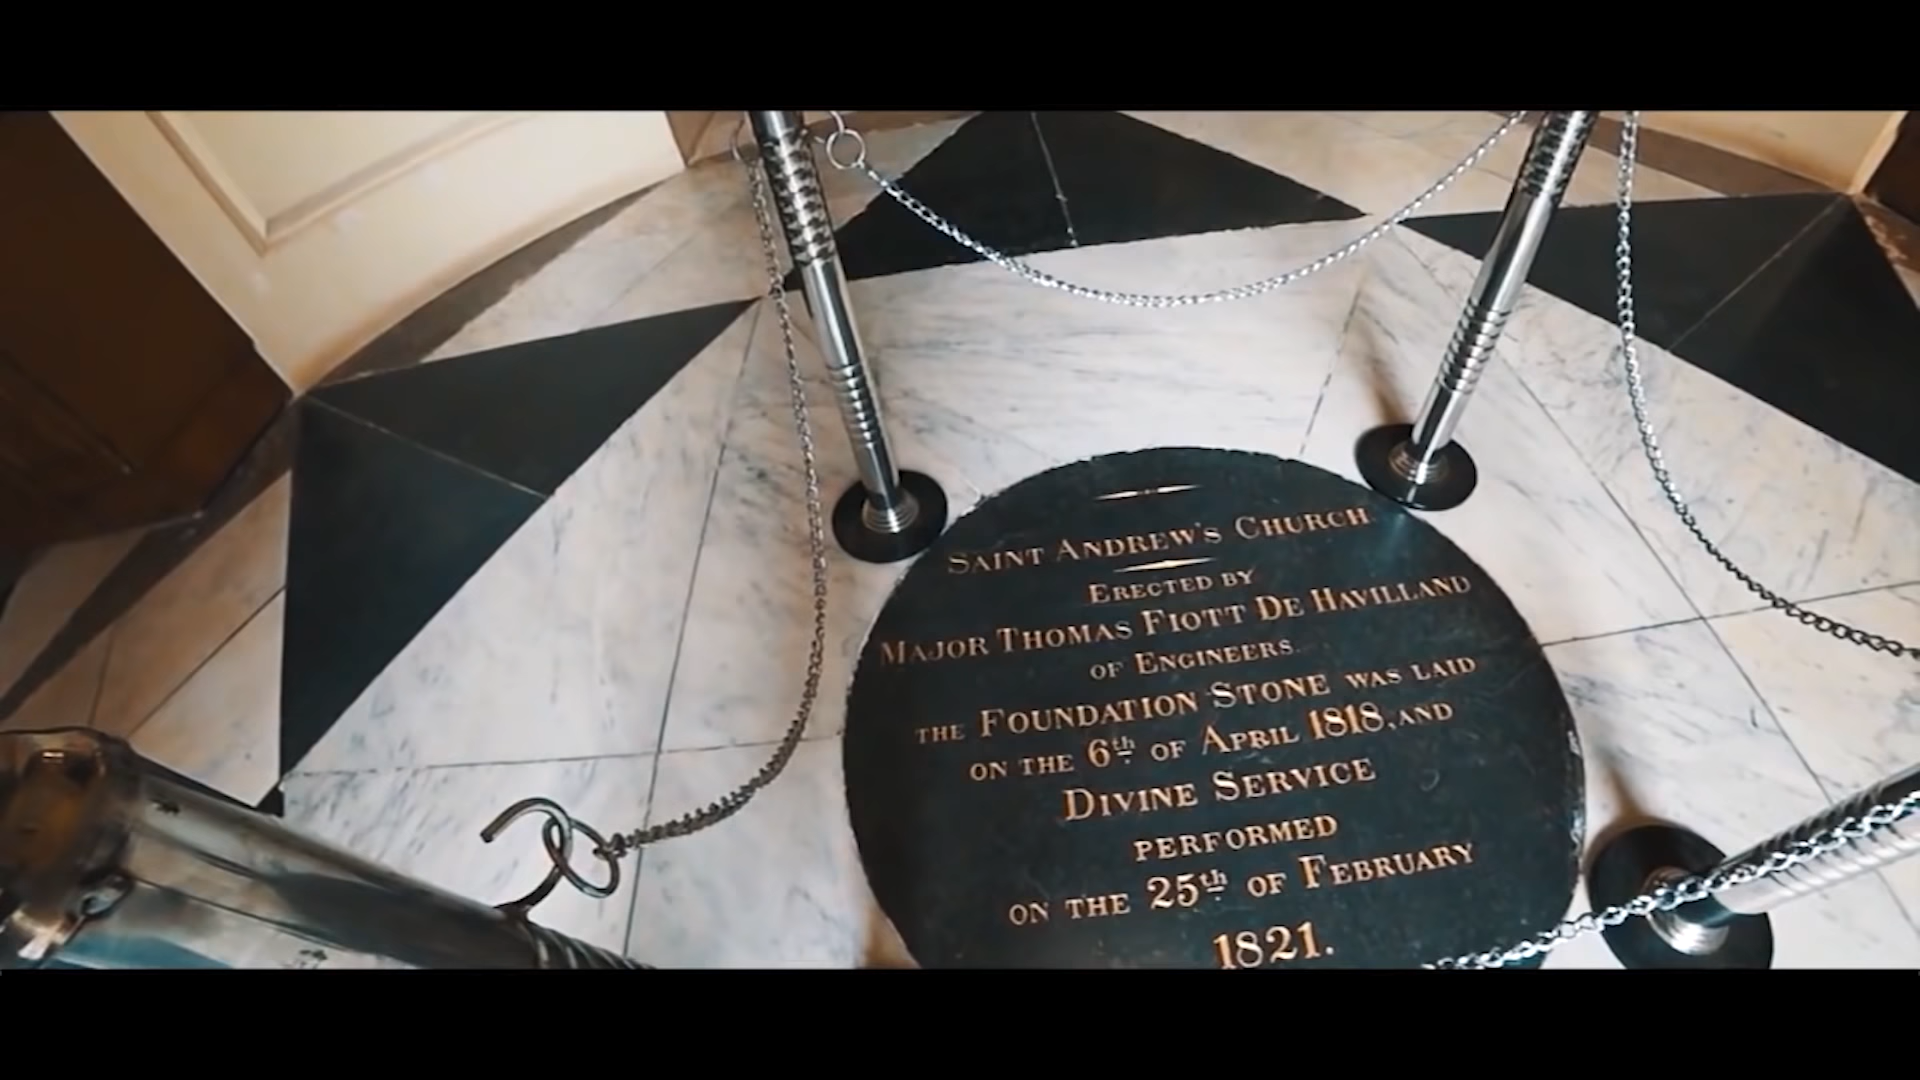 SAINT ANDREW'S CHURCH
ERECTED BY
MAJOR THOMAS FIOTT DE HAVILLAND
OF ENGINEERS.
THE FOUNDATION STONE WAS LAID
ON THE 6th OF APRIL 1818, AND
DIVINE SERVICE
PERFORMED
ON THE 25th OF FEBRUARY
1821.